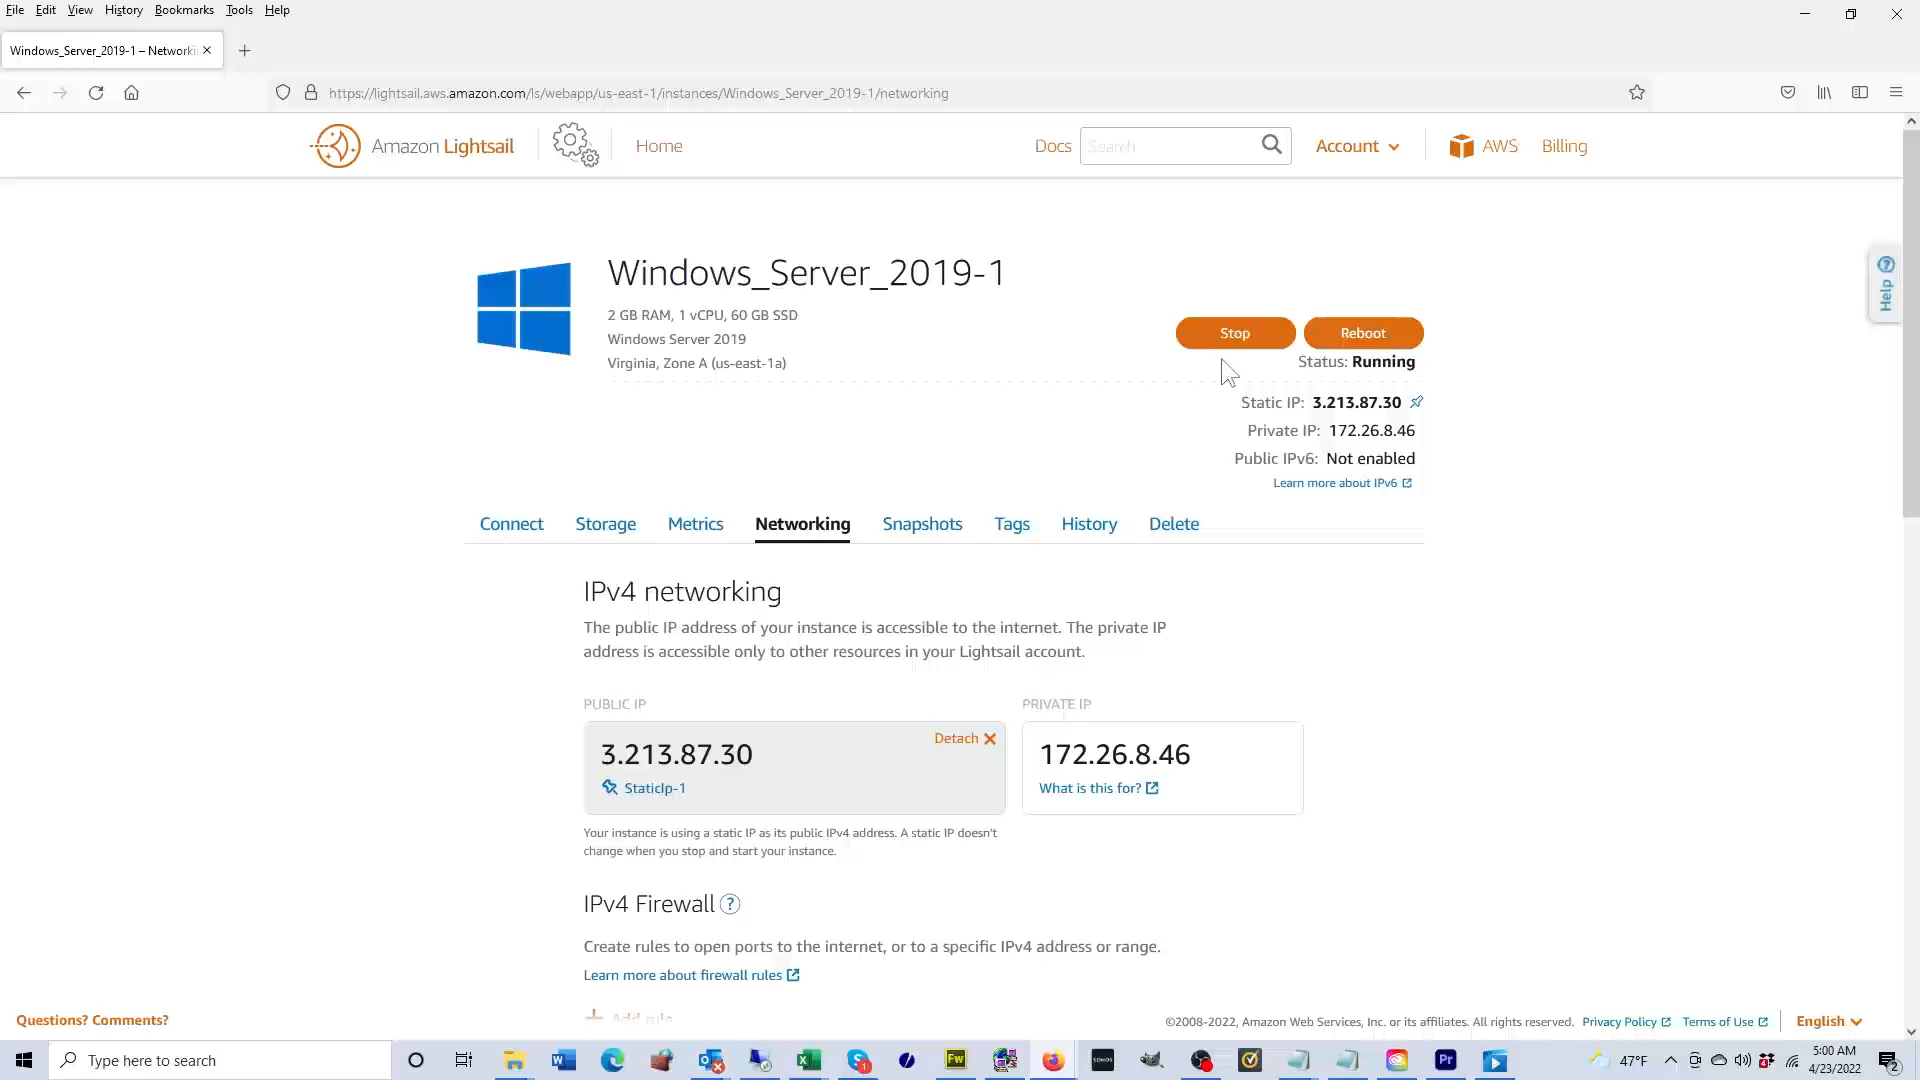 File Edit View History Bookmarks Tools Help
Windows_Server_2019-1 – Networki
https://lightsail.aws.amazon.com/ls/webapp/us-east-1/instances/Windows_Server_2019-1/networking
Amazon Lightsail Home Docs Search Account AWS Billing
Windows_Server_2019-1
2 GB RAM, 1 vCPU, 60 GB SSD
Windows Server 2019
Virginia, Zone A (us-east-1a)
Stop Reboot
Status: Running
Static IP: 3.213.87.30
Private IP: 172.26.8.46
Public IPv6: Not enabled
Learn more about IPv6
Help
Connect Storage Metrics Networking Snapshots Tags History Delete
IPv4 networking
The public IP address of your instance is accessible to the internet. The private IP
address is accessible only to other resources in your Lightsail account.
PUBLIC IP PRIVATE IP
Detach
3.213.87.30 172.26.8.46
StaticIp-1 What is this for?
Your instance is using a static IP as its public IPv4 address. A static IP doesn't
change when you stop and start your instance.
IPv4 Firewall ?
Create rules to open ports to the internet, or to a specific IPv4 address or range.
Learn more about firewall rules
Add rule
Questions? Comments? ©2008-2022, Amazon Web Services, Inc. or its affiliates. All rights reserved. Privacy Policy Terms of Use English
Type here to search
Fw
SONOS
Pr
47°F
5:00 AM
4/23/2022
2